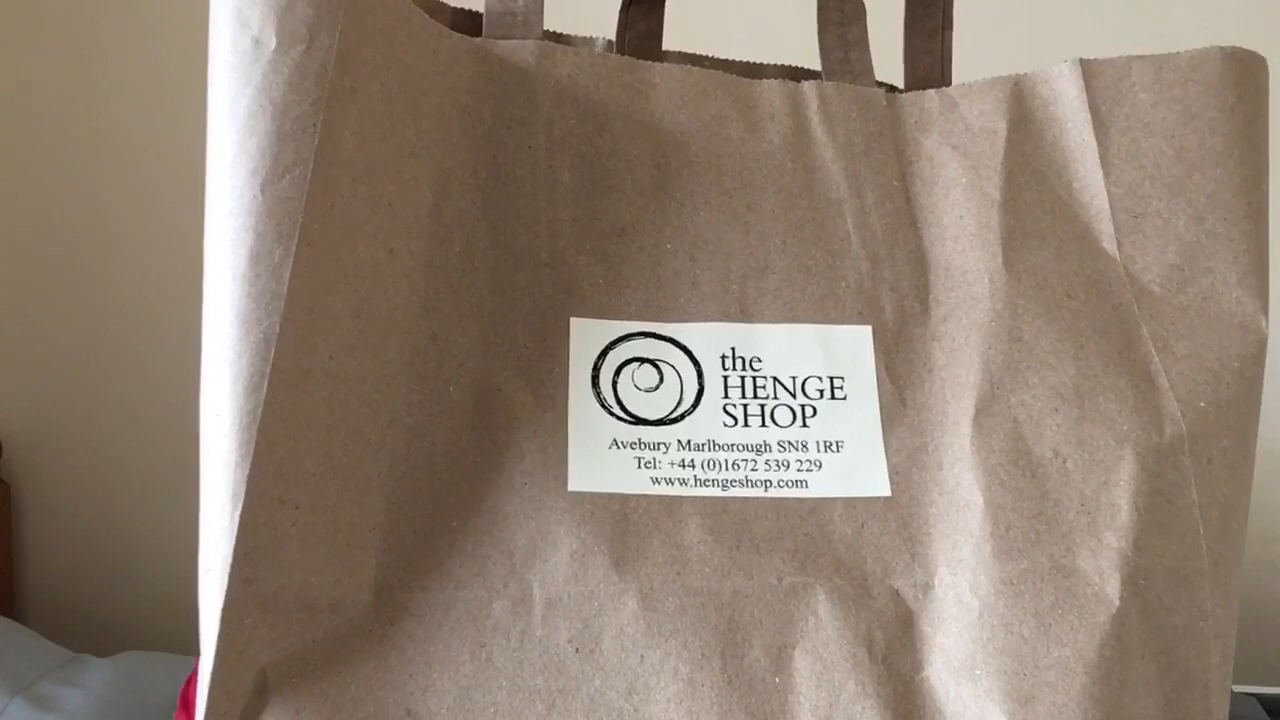 the
HENGE
SHOP
Avebury Marlborough SN8 1RF
Tel: +44 (0)1672 539 229
www.hengeshop.com